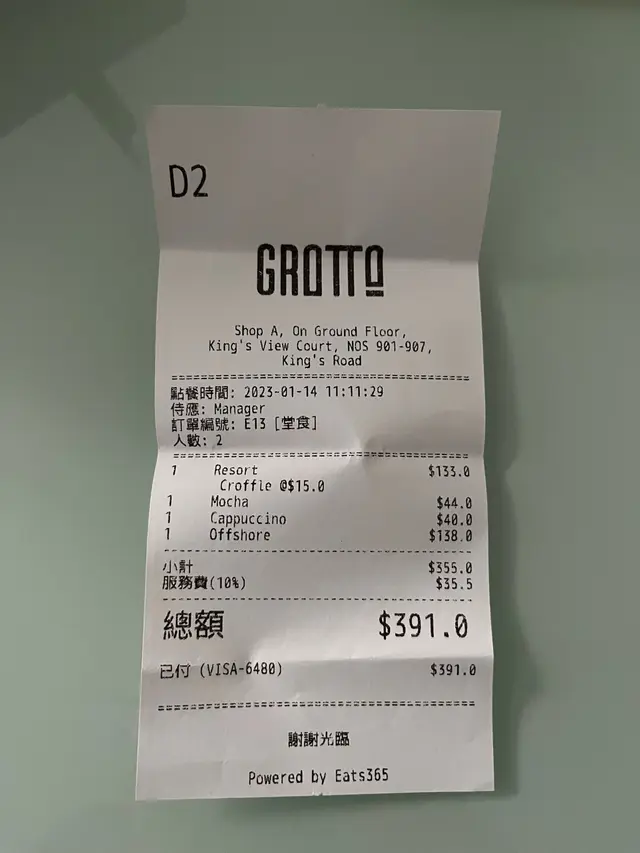 D2
GROTTO
Shop A, On Ground Floor,
King's View Court, NOS 901-907,
King's Road
點餐時間: 2023-01-14 11:11:29
侍應: Manager
訂單編號: E13 [堂食]
人數: 2
1 Resort $133.0
Croffle @$15.0
1 Mocha $44.0
1 Cappuccino $40.0
1 Offshore $138.0
小計 $355.0
服務費(10%) $35.5
總額 $391.0
已付 (VISA-6480) $391.0
謝謝光臨
Powered by Eats365